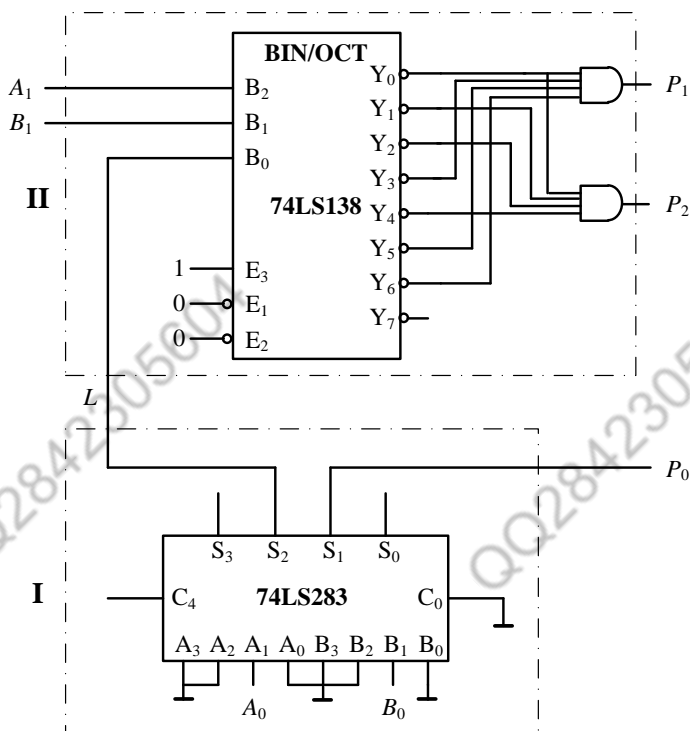 BIN/OCT
A₁ B₂ Y₀ P₁
B₁ B₁ Y₁
B₀ Y₂
II Y₃
74LS138 Y₄ P₂
Y₅
1 E₃ Y₆
0 E₁ Y₇
0 E₂
L
P₀
S₃ S₂ S₁ S₀
I C₄ 74LS283 C₀
A₃ A₂ A₁ A₀ B₃ B₂ B₁ B₀
A₀ B₀
QQ2842305604
QQ2842305